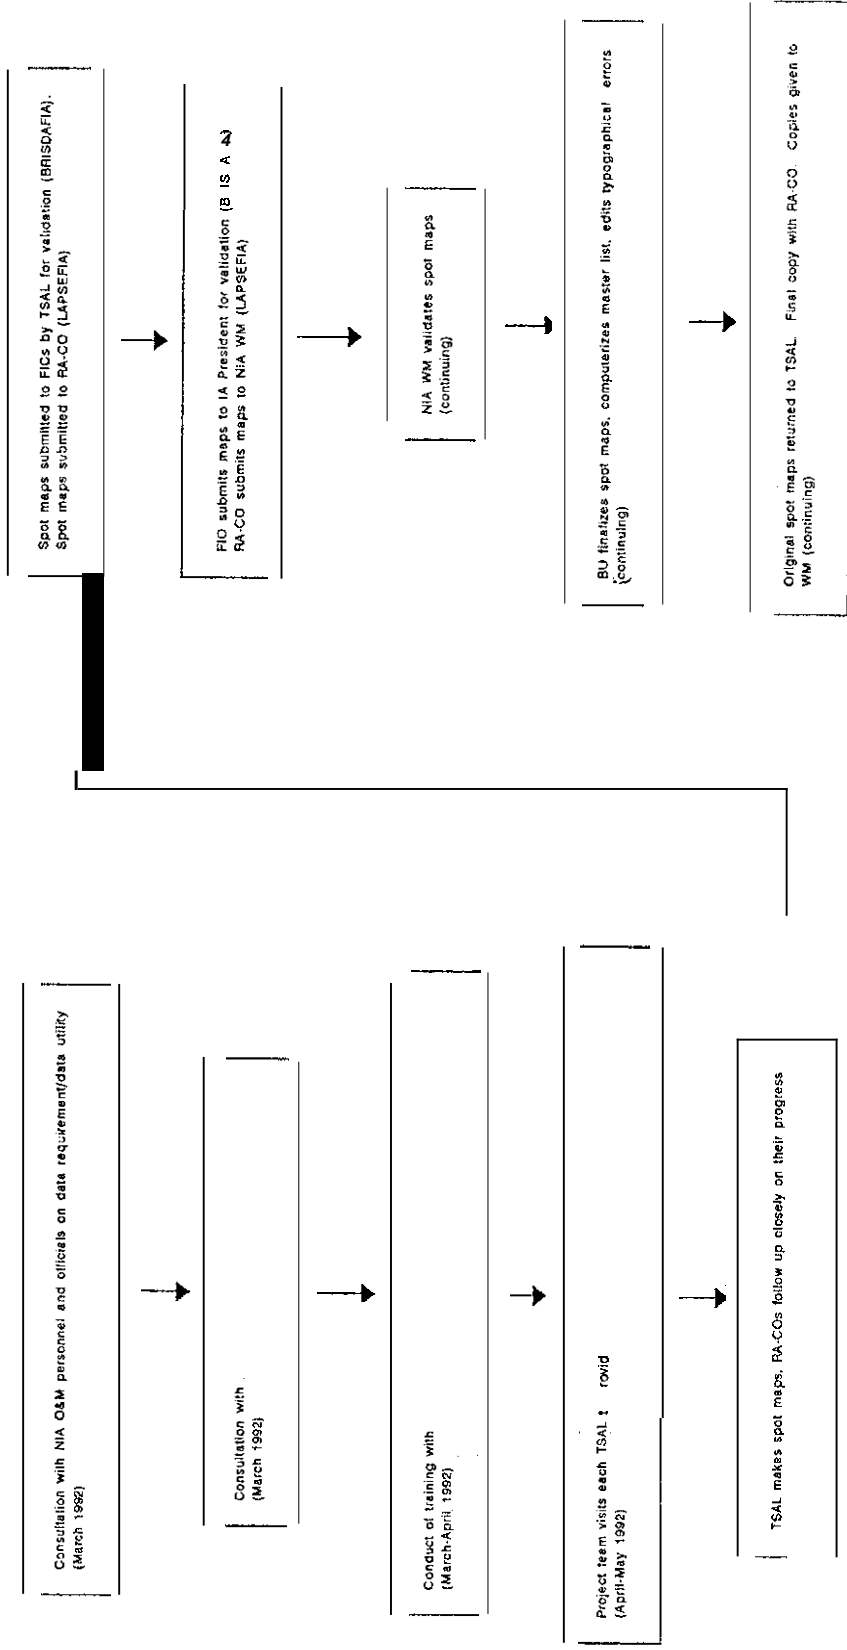 Consultation with NIA O&M personnel and officials on data requirement/data utility
(March 1992)
Consultation with
(March 1992)
Conduct of training with
(March-April 1992)
Project team visits each TSAL t rovid
(April-May 1992)
TSAL makes spot maps, RA-COs follow up closely on their progress
Spot maps submitted to FICs by TSAL for validation (BRISDAFIA).
Spot maps submitted to RA-CO (LAPSEFIA)
FIO submits maps to IA President for validation (B IS A
RA-CO submits maps to NIA WM (LAPSEFIA)
NIA WM validates spot maps
(continuing)
BU finalizes spot maps, computerizes master list, edits typographical errors
(continuing)
Original spot maps returned to TSAL. Final copy with RA-CO. Copies given to
WM (continuing)